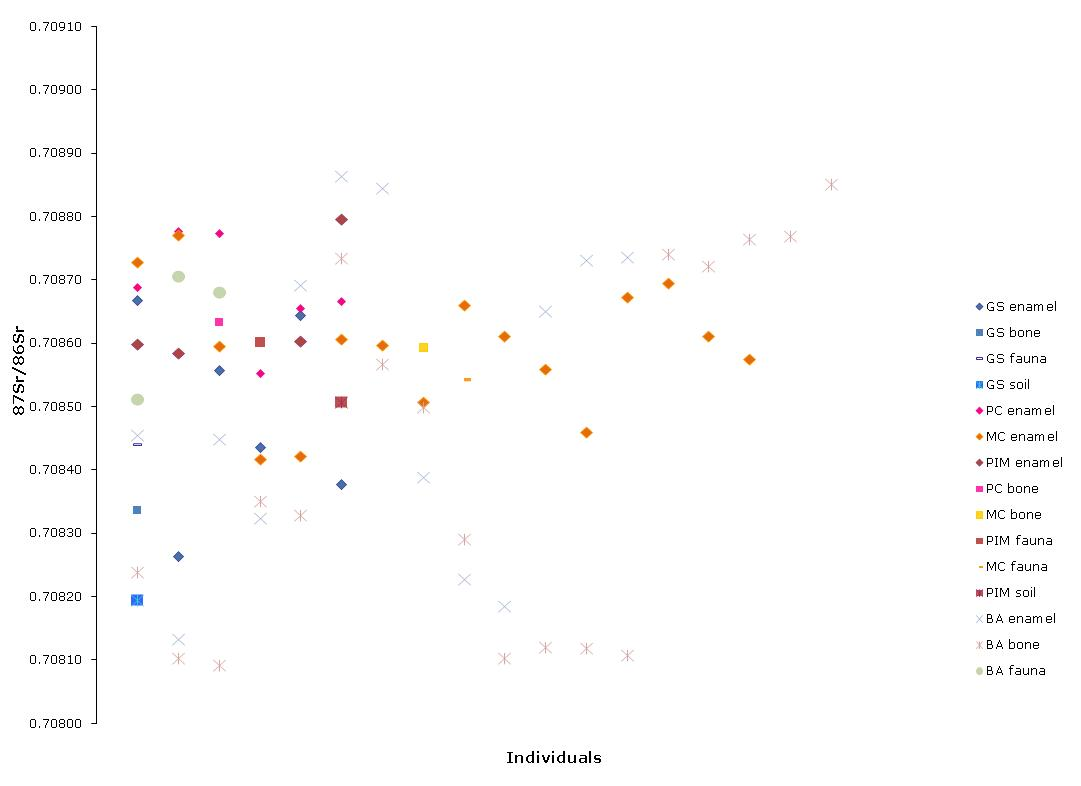 0.70910
0.70900
0.70890
0.70880
0.70870
0.70860
0.70850
0.70840
0.70830
0.70820
0.70810
0.70800
87Sr/86Sr
Individuals
GS enamel
GS bone
GS fauna
GS soil
PC enamel
MC enamel
PIM enamel
PC bone
MC bone
PIM fauna
MC fauna
PIM soil
BA enamel
BA bone
BA fauna